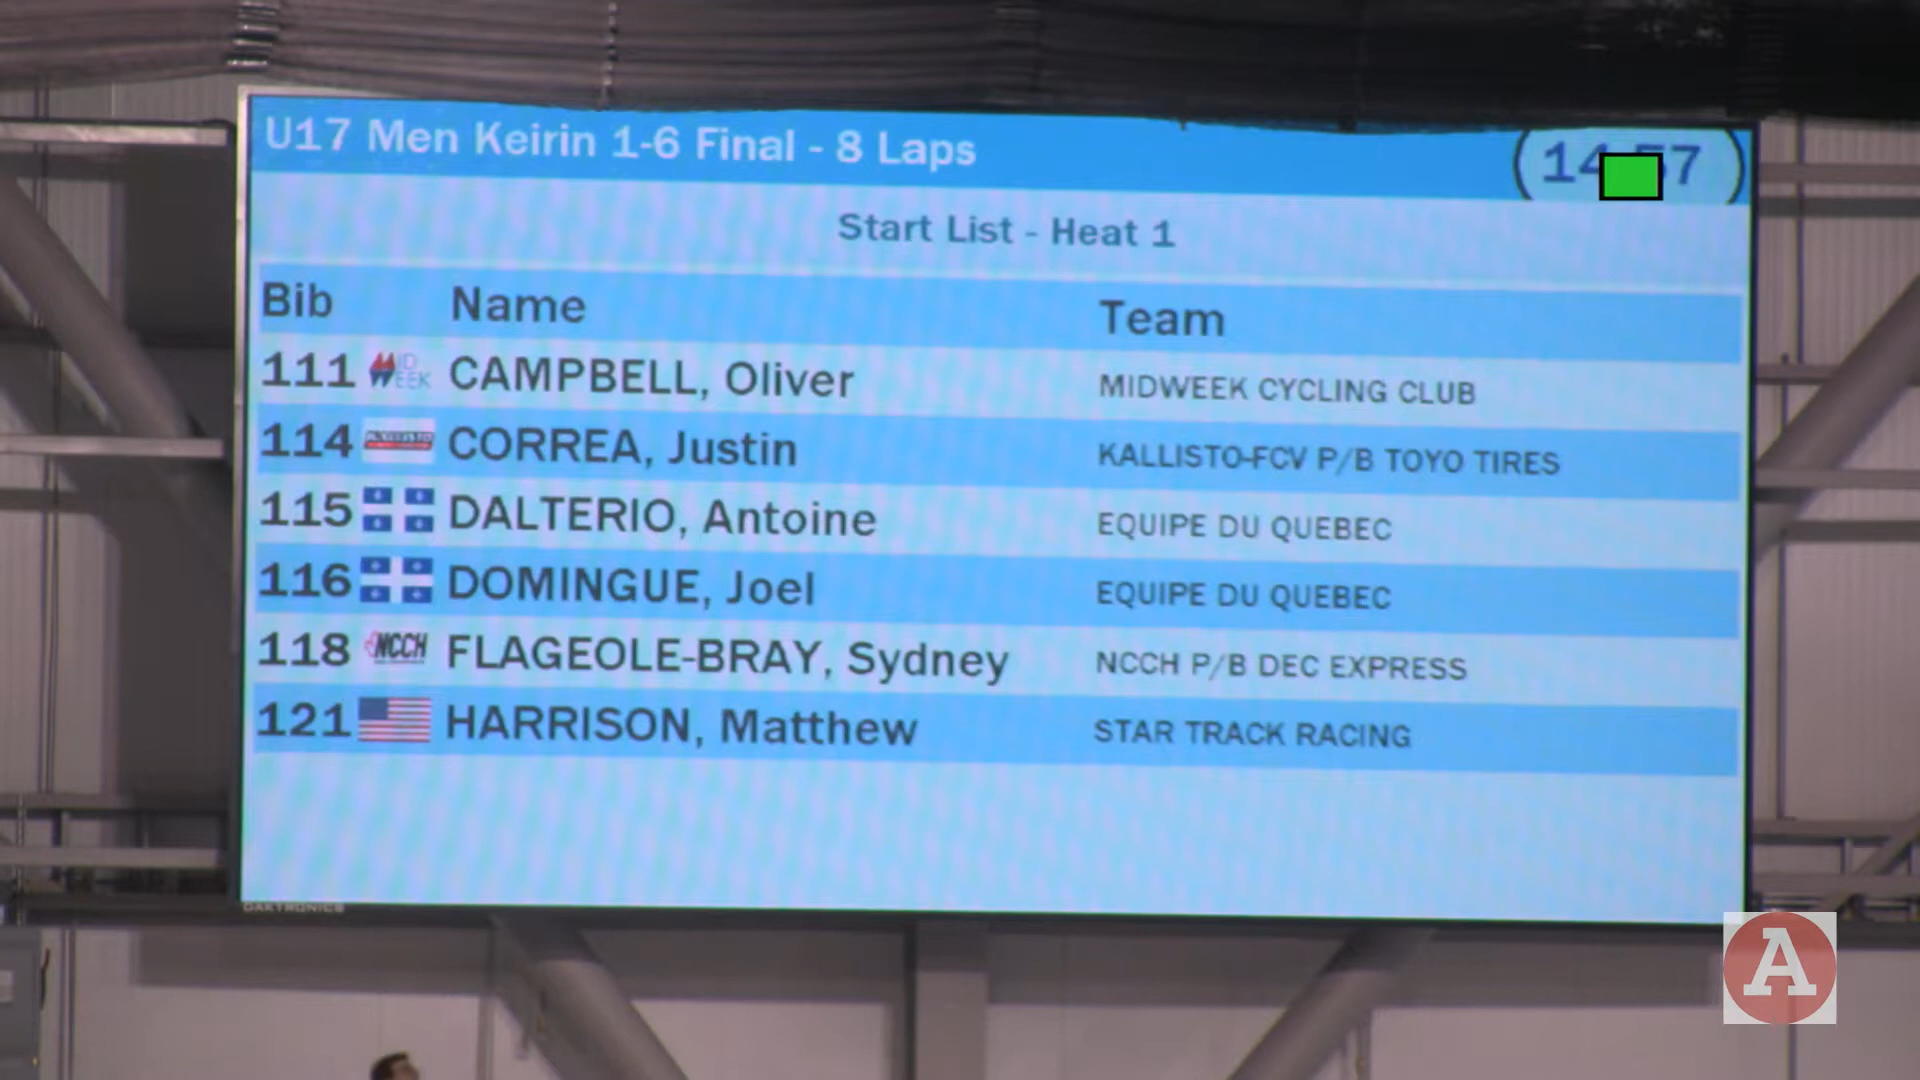 U17 Men Keirin 1-6 Final - 8 Laps
Start List - Heat 1
Bib Name Team
111 MIDWEEK CAMPBELL, Oliver MIDWEEK CYCLING CLUB
114 CORREA, Justin KALLISTO-FCV P/B TOYO TIRES
115 DALTERIO, Antoine EQUIPE DU QUEBEC
116 DOMINGUE, Joel EQUIPE DU QUEBEC
118 NCCH FLAGEOLE-BRAY, Sydney NCCH P/B DEC EXPRESS
121 HARRISON, Matthew STAR TRACK RACING
DAKTRONICS
A